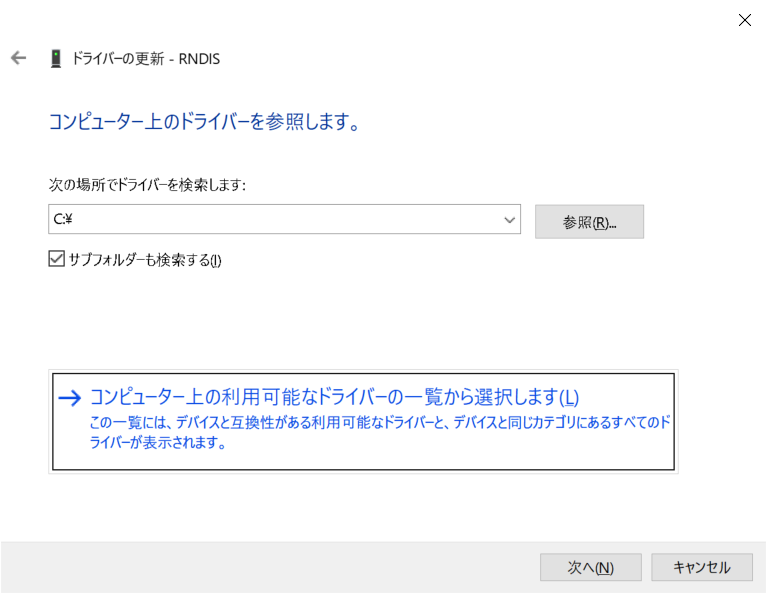 ドライバーの更新 - RNDIS
コンピューター上のドライバーを参照します。
次の場所でドライバーを検索します:
C:¥
参照(R)...
サブフォルダーも検索する(I)
コンピューター上の利用可能なドライバーの一覧から選択します(L)
この一覧には、デバイスと互換性がある利用可能なドライバーと、デバイスと同じカテゴリにあるすべてのド
ライバーが表示されます。
次へ(N)
キャンセル